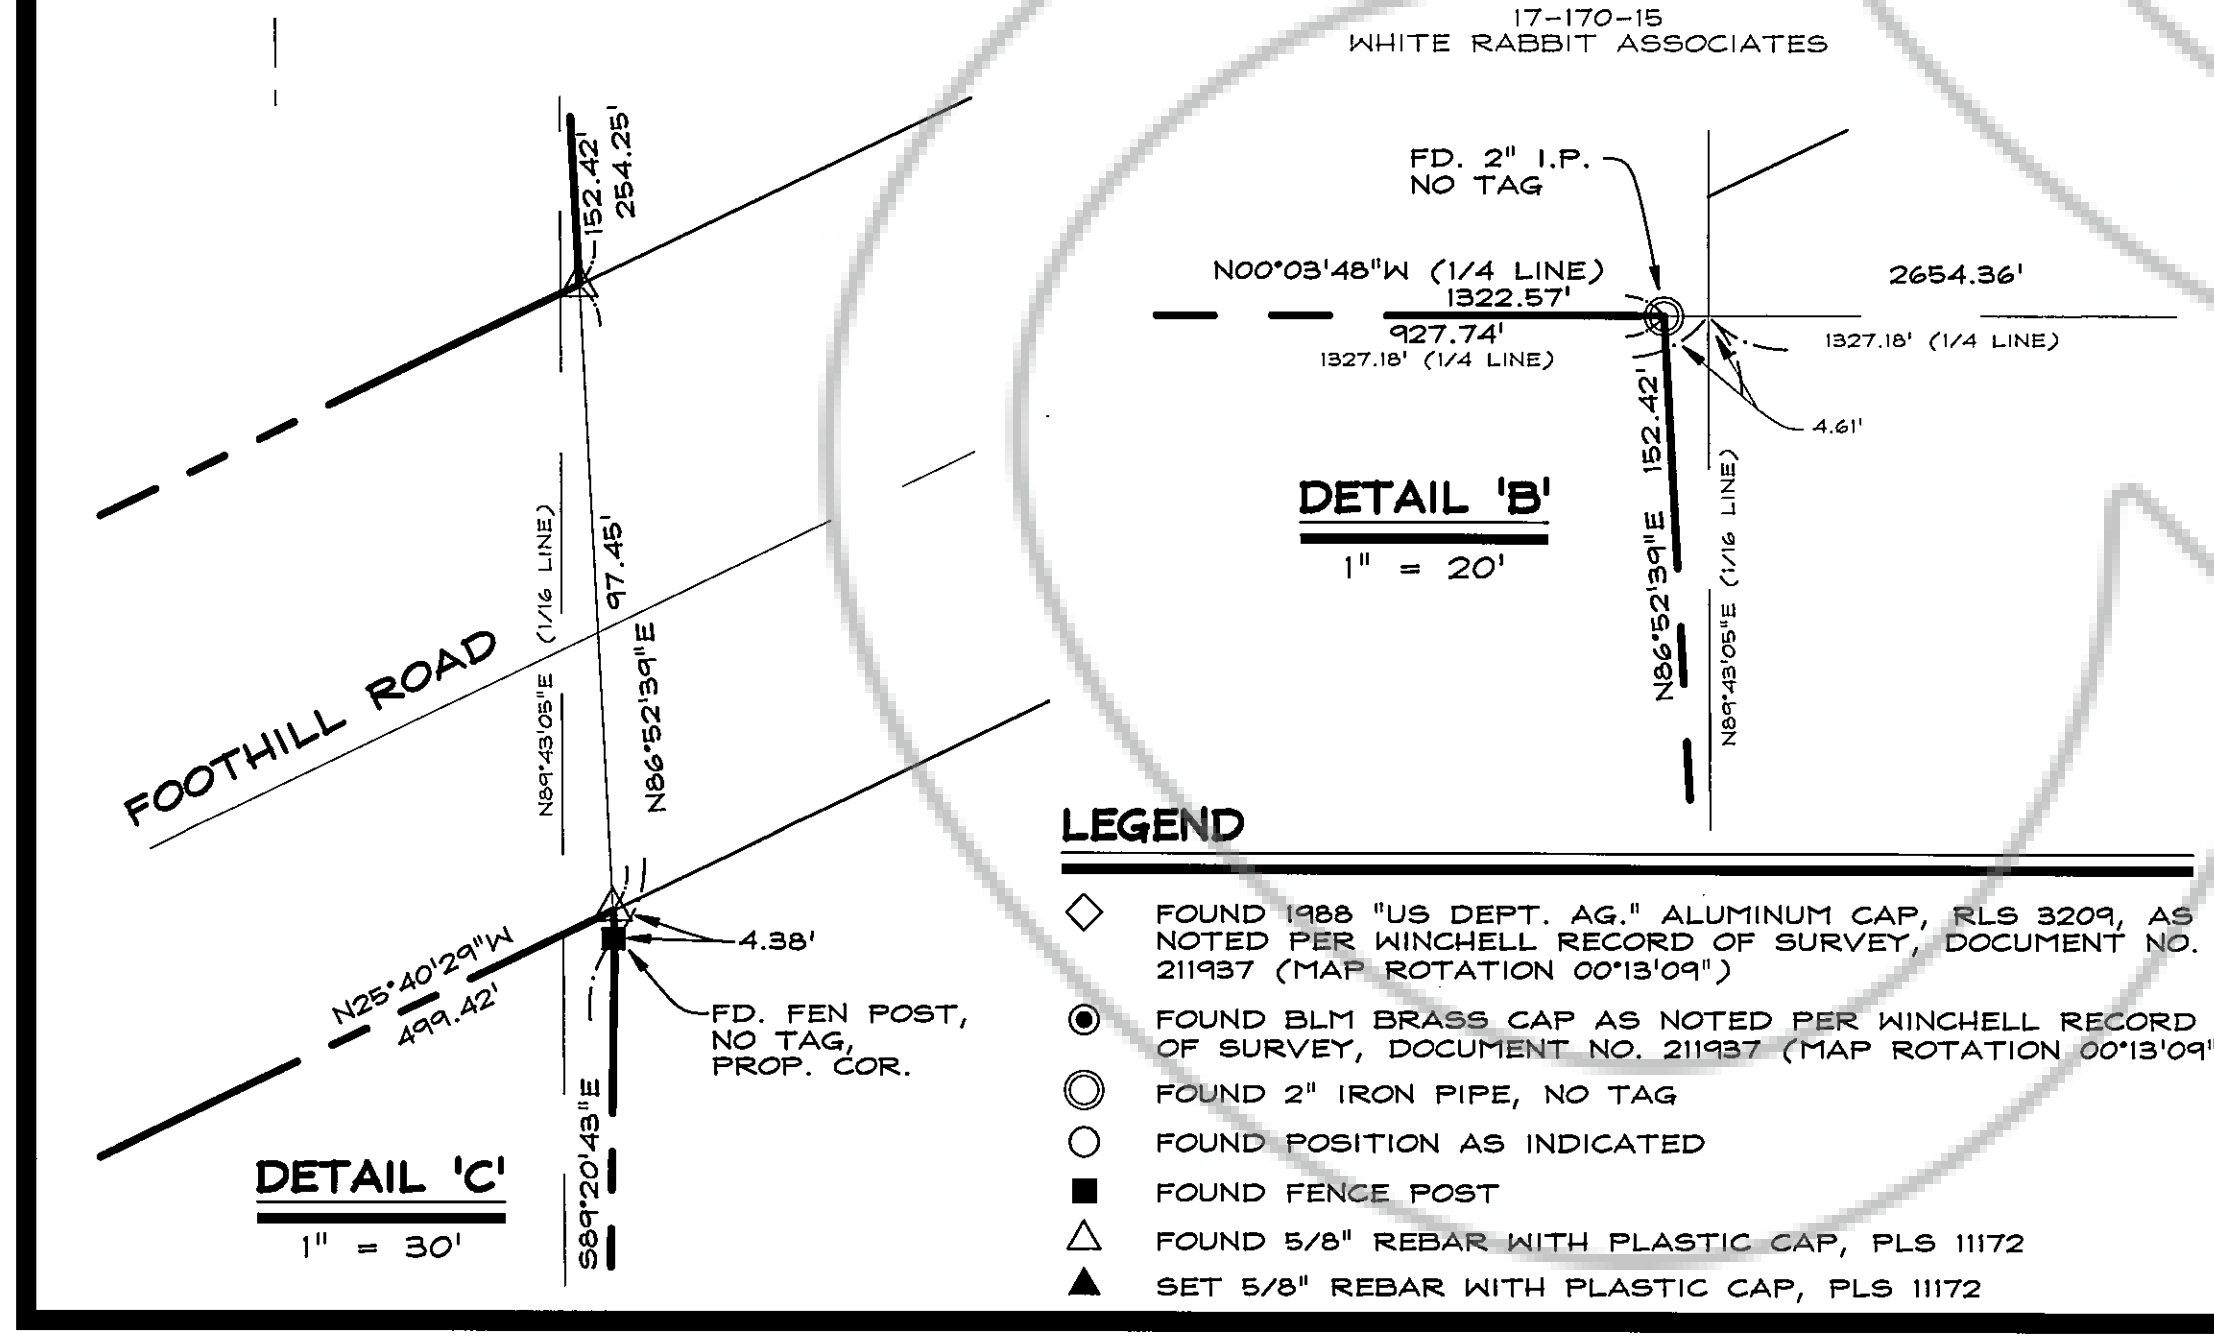 17-170-15
WHITE RABBIT ASSOCIATES
152.42'
254.25'
97.45'
N89°43'05"E (1/16 LINE)
N86°52'39"E
FOOTHILL ROAD
4.38'
N25°40'29"W
499.42'
FD. FEN POST,
NO TAG,
PROP. COR.
S89°20'43"E
DETAIL 'C'
1" = 30'
FD. 2" I.P.
NO TAG
N00°03'48"W (1/4 LINE)
1322.57'
927.74'
1327.18' (1/4 LINE)
2654.36'
1327.18' (1/4 LINE)
4.61'
N86°52'39"E 152.42'
N89°43'05"E (1/16 LINE)
DETAIL 'B'
1" = 20'
LEGEND
FOUND 1988 "US DEPT. AG." ALUMINUM CAP, RLS 3209, AS
NOTED PER WINCHELL RECORD OF SURVEY, DOCUMENT NO.
211937 (MAP ROTATION 00°13'09")
FOUND BLM BRASS CAP AS NOTED PER WINCHELL RECORD
OF SURVEY, DOCUMENT NO. 211937 (MAP ROTATION 00°13'09"
FOUND 2" IRON PIPE, NO TAG
FOUND POSITION AS INDICATED
FOUND FENCE POST
FOUND 5/8" REBAR WITH PLASTIC CAP, PLS 11172
SET 5/8" REBAR WITH PLASTIC CAP, PLS 11172